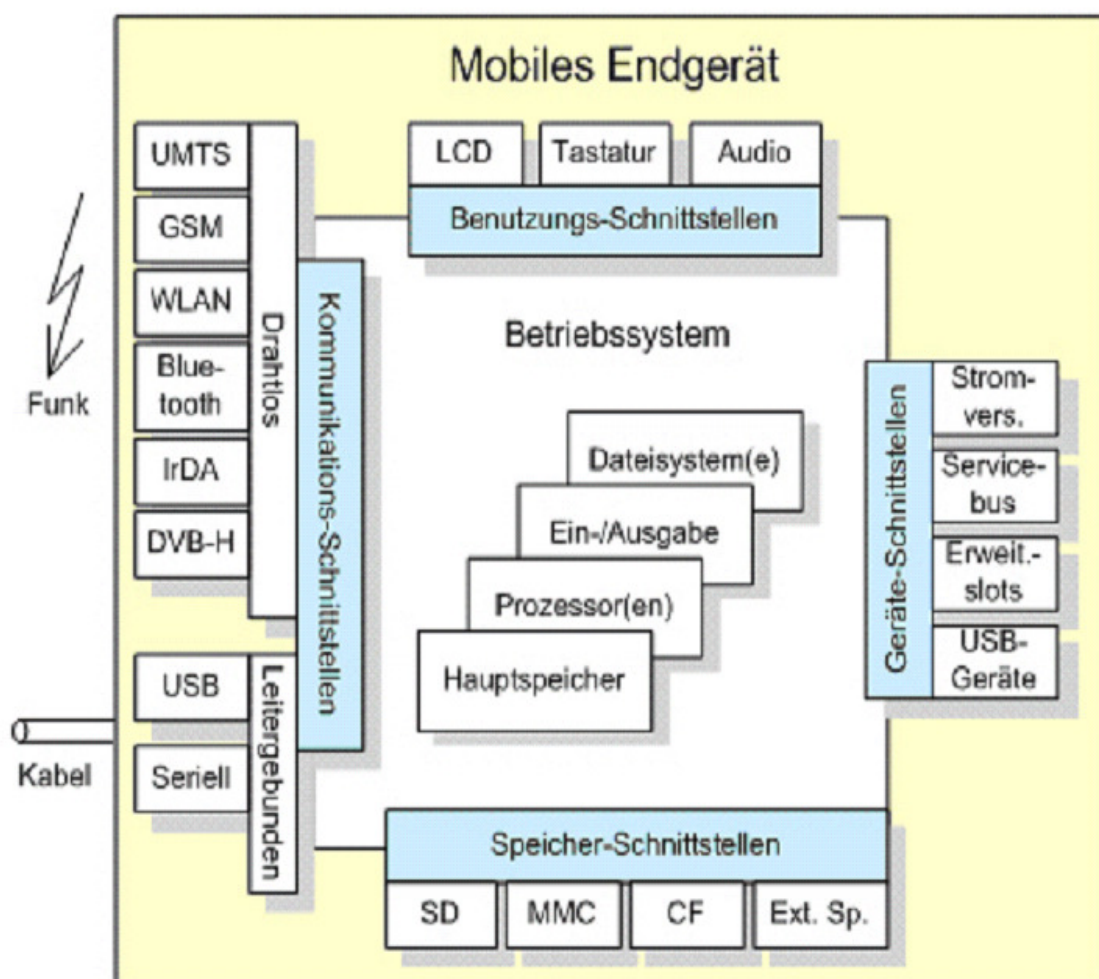 Mobiles Endgerät
UMTS
GSM
WLAN
Blue-
tooth
IrDA
DVB-H
Drahtlos
USB
Seriell
Leitergebunden
Kommunikations-Schnittstellen
Funk
Kabel
LCD
Tastatur
Audio
Benutzungs-Schnittstellen
Betriebssystem
Dateisystem(e)
Ein-/Ausgabe
Prozessor(en)
Hauptspeicher
Geräte-Schnittstellen
Strom-
vers.
Service-
bus
Erweit.-
slots
USB-
Geräte
Speicher-Schnittstellen
SD
MMC
CF
Ext. Sp.